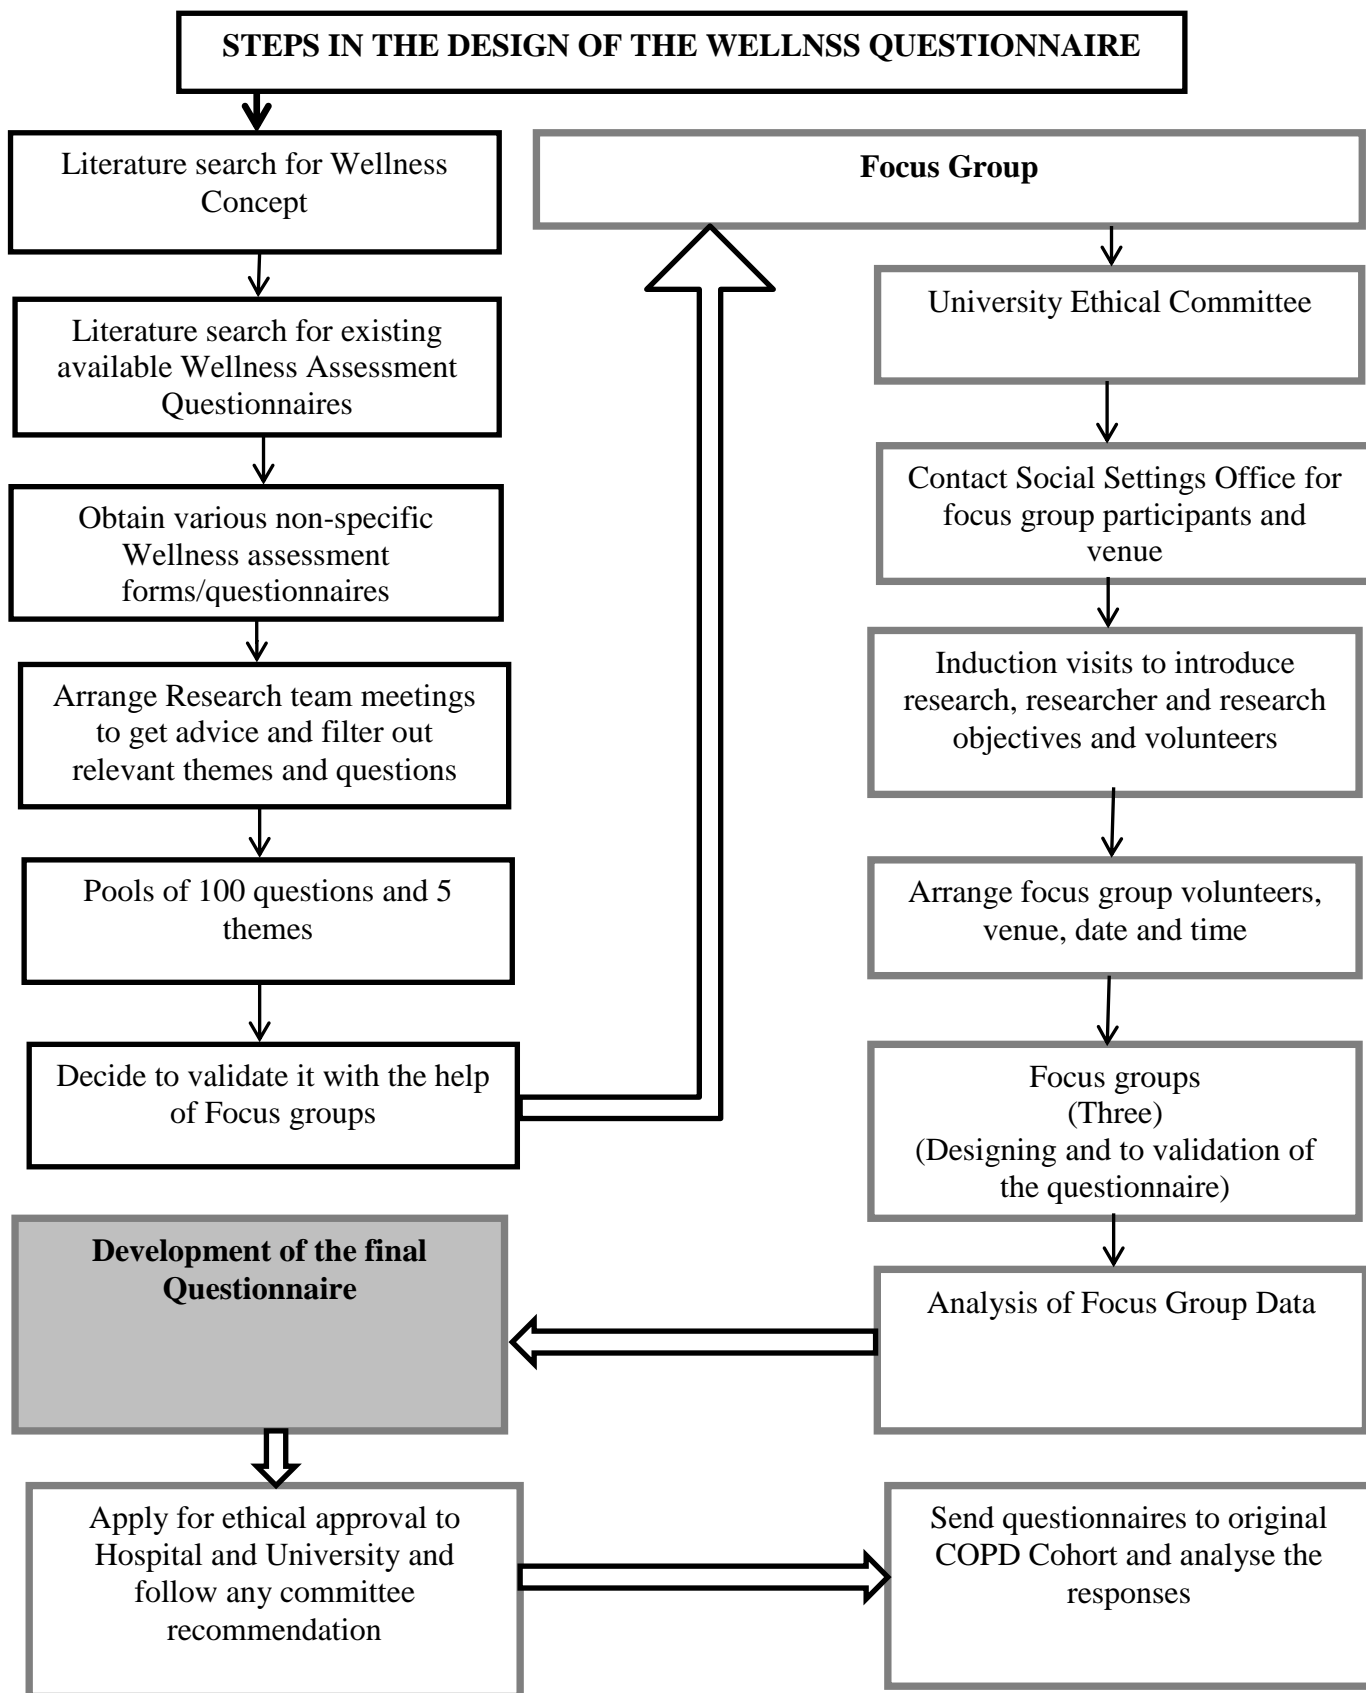 STEPS IN THE DESIGN OF THE WELLNSS QUESTIONNAIRE
Literature search for Wellness
Concept
Literature search for existing
available Wellness Assessment
Questionnaires
Obtain various non-specific
Wellness assessment
forms/questionnaires
Arrange Research team meetings
to get advice and filter out
relevant themes and questions
Pools of 100 questions and 5
themes
Decide to validate it with the help
of Focus groups
Focus Group
University Ethical Committee
Contact Social Settings Office for
focus group participants and
venue
Induction visits to introduce
research, researcher and research
objectives and volunteers
Arrange focus group volunteers,
venue, date and time
Focus groups
(Three)
(Designing and to validation of
the questionnaire)
Analysis of Focus Group Data
Development of the final
Questionnaire
Apply for ethical approval to
Hospital and University and
follow any committee
recommendation
Send questionnaires to original
COPD Cohort and analyse the
responses